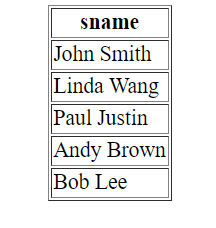 sname
John Smith
Linda Wang
Paul Justin
Andy Brown
Bob Lee